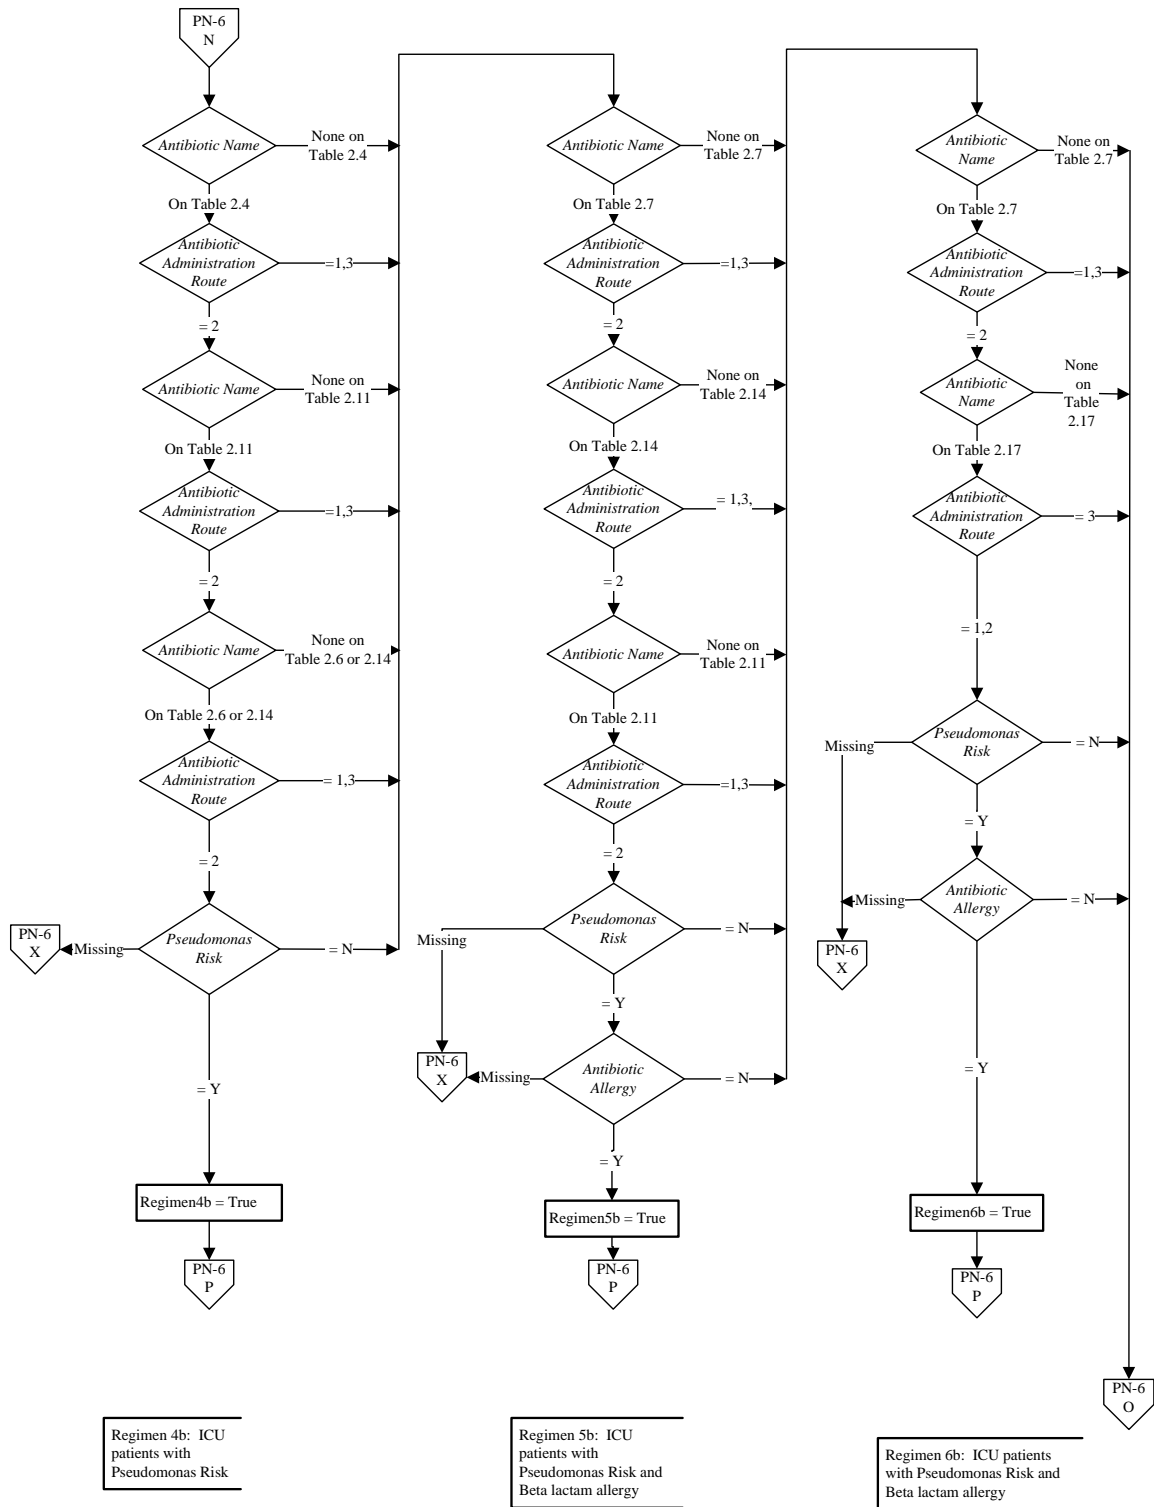 PN-6
N
Antibiotic Name
None on
Table 2.4
On Table 2.4
Antibiotic
Administration
Route
=1,3
= 2
Antibiotic Name
None on
Table 2.11
On Table 2.11
Antibiotic
Administration
Route
=1,3
= 2
Antibiotic Name
None on
Table 2.6 or 2.14
On Table 2.6 or 2.14
Antibiotic
Administration
Route
= 1,3
= 2
PN-6
X
Missing
Pseudomonas
Risk
= N
= Y
Regimen4b = True
PN-6
P
Regimen 4b: ICU
patients with
Pseudomonas Risk
Antibiotic Name
None on
Table 2.7
On Table 2.7
Antibiotic
Administration
Route
=1,3
= 2
Antibiotic Name
None on
Table 2.14
On Table 2.14
Antibiotic
Administration
Route
= 1,3,
= 2
Antibiotic Name
None on
Table 2.11
On Table 2.11
Antibiotic
Administration
Route
=1,3
= 2
Missing
Pseudomonas
Risk
= N
= Y
PN-6
X
Missing
Antibiotic
Allergy
= N
= Y
Regimen5b = True
PN-6
P
Regimen 5b: ICU
patients with
Pseudomonas Risk and
Beta lactam allergy
Antibiotic
Name
None on
Table 2.7
On Table 2.7
Antibiotic
Administration
Route
=1,3
= 2
Antibiotic
Name
None
on
Table
2.17
On Table 2.17
Antibiotic
Administration
Route
= 3
= 1,2
Missing
Pseudomonas
Risk
= N
= Y
Missing
Antibiotic
Allergy
= N
PN-6
X
= Y
Regimen6b = True
PN-6
P
PN-6
O
Regimen 6b: ICU patients
with Pseudomonas Risk and
Beta lactam allergy